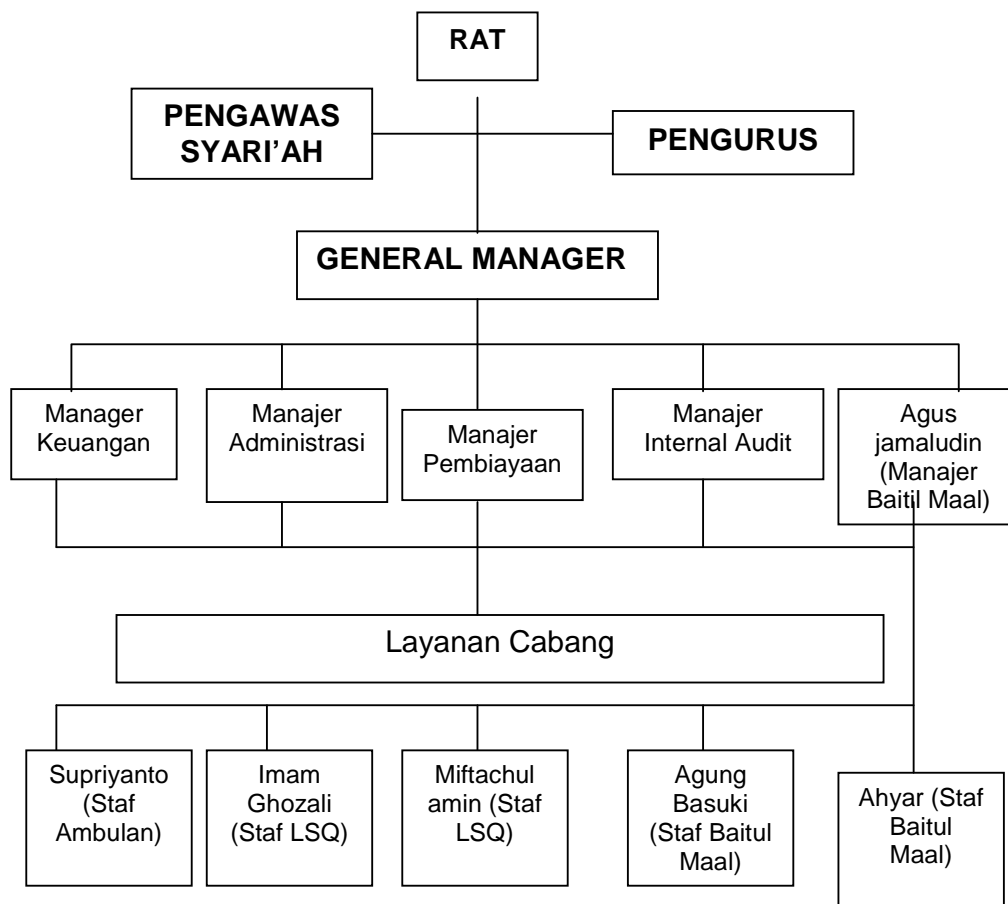 RAT
PENGAWAS
SYARI'AH
PENGURUS
GENERAL MANAGER
Manager
Keuangan
Manajer
Administrasi
Manajer
Pembiayaan
Manajer
Internal Audit
Agus
jamaludin
(Manajer
Baitil Maal)
Layanan Cabang
Supriyanto
(Staf
Ambulan)
Imam
Ghozali
(Staf LSQ)
Miftachul
amin (Staf
LSQ)
Agung
Basuki
(Staf Baitul
Maal)
Ahyar (Staf
Baitul
Maal)